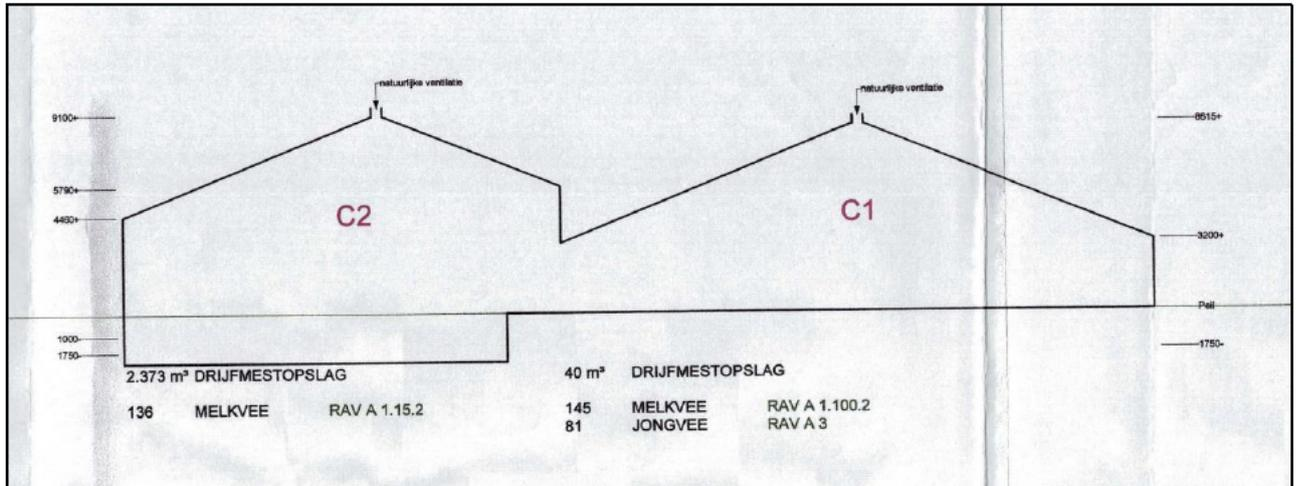 natuurlijke ventilatie
natuurlijke ventilatie
9100+
8515+
5790+
4460+
C2
C1
3200+
Peil
1000-
1750-
1750-
2.373 m³ DRIJFMESTOPSLAG
40 m³ DRIJFMESTOPSLAG
136 MELKVEE RAV A 1.15.2
145 MELKVEE RAV A 1.100.2
81 JONGVEE RAV A 3